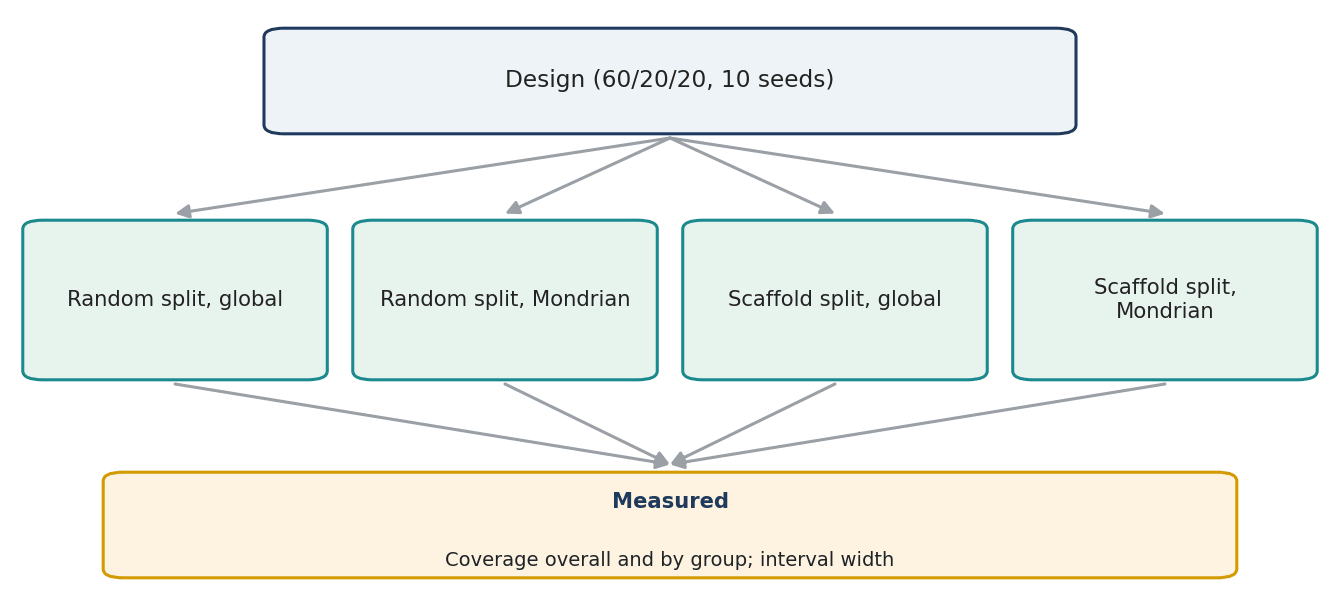 Design (60/20/20, 10 seeds)
Random split, global
Random split, Mondrian
Scaffold split, global
Scaffold split,
Mondrian
Measured
Coverage overall and by group; interval width